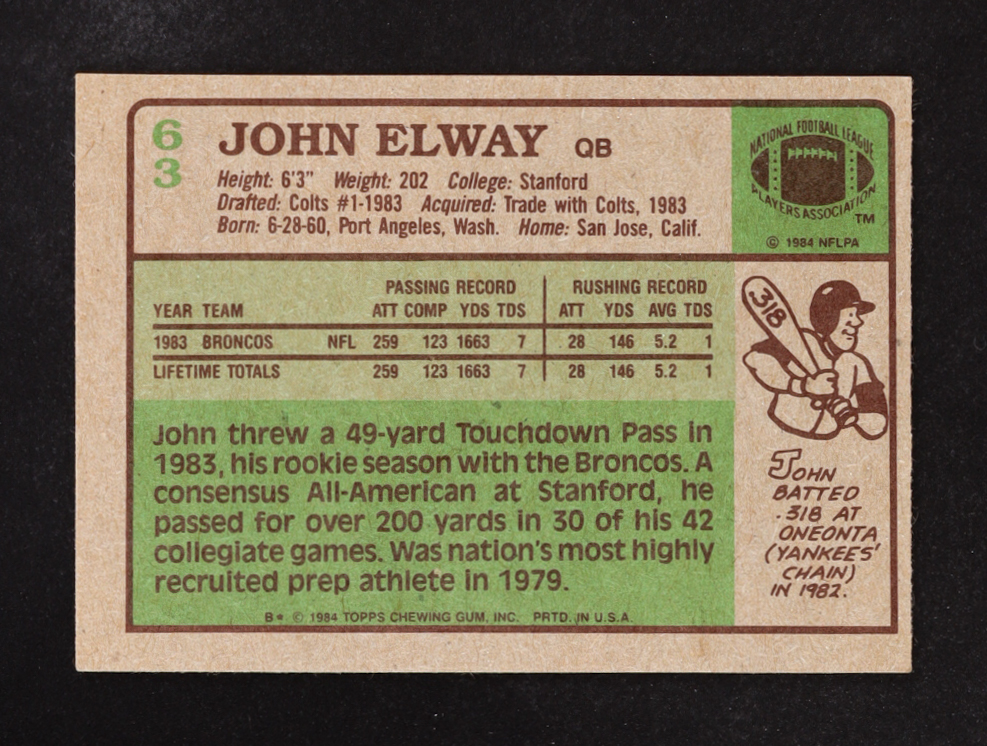 6
3
JOHN ELWAY QB
Height: 6'3" Weight: 202 College: Stanford
Drafted: Colts #1-1983 Acquired: Trade with Colts, 1983
Born: 6-28-60, Port Angeles, Wash. Home: San Jose, Calif.
NATIONAL FOOTBALL LEAGUE
PLAYERS ASSOCIATION
TM
© 1984 NFLPA
PASSING RECORD RUSHING RECORD
YEAR TEAM ATT COMP YDS TDS ATT YDS AVG TDS
1983 BRONCOS NFL 259 123 1663 7 28 146 5.2 1
LIFETIME TOTALS 259 123 1663 7 28 146 5.2 1
John threw a 49-yard Touchdown Pass in
1983, his rookie season with the Broncos. A
consensus All-American at Stanford, he
passed for over 200 yards in 30 of his 42
collegiate games. Was nation's most highly
recruited prep athlete in 1979.
B* © 1984 TOPPS CHEWING GUM, INC. PRTD. IN U.S.A.
.318
JOHN
BATTED
.318 AT
ONEONTA
(YANKEES'
CHAIN)
IN 1982.